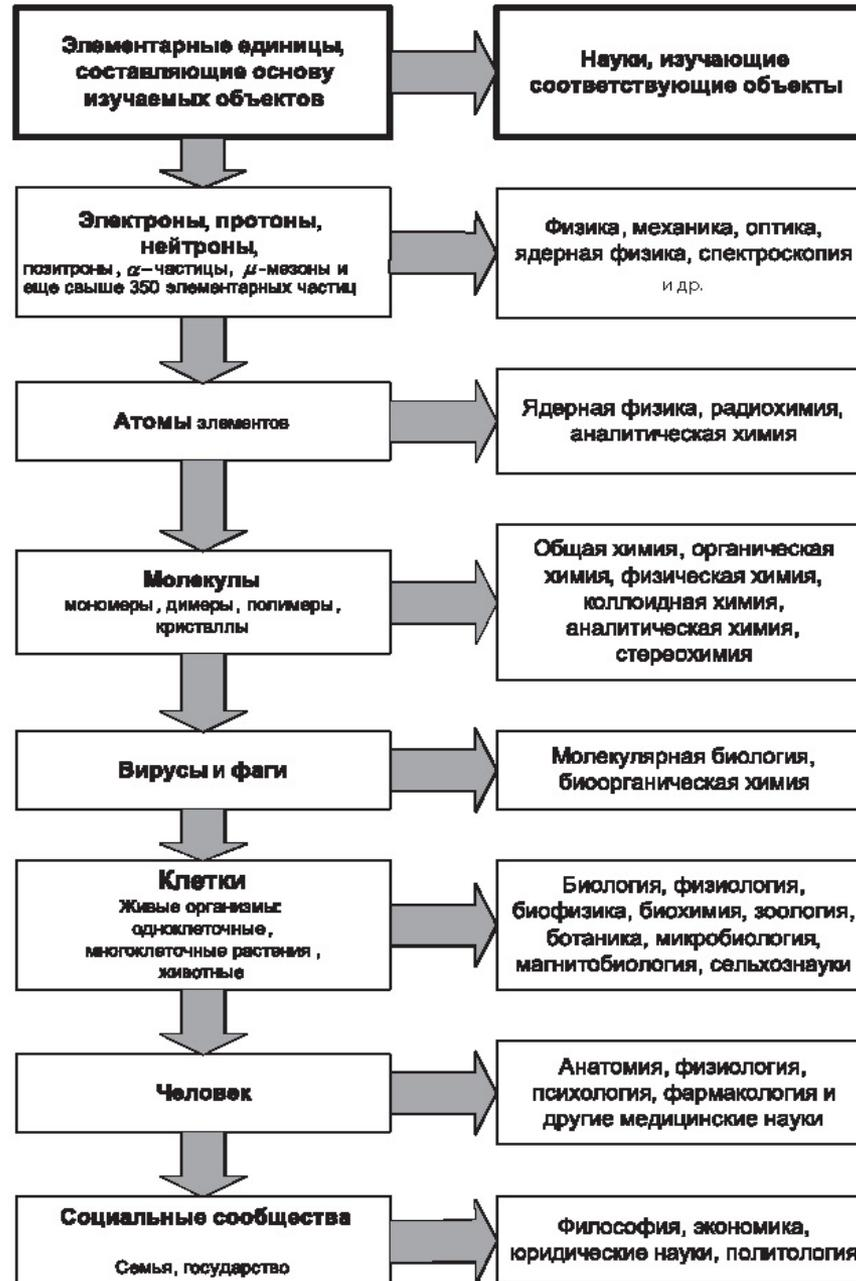 Элементарные единицы,
составляющие основу
изучаемых объектов
Науки, изучающие
соответствующие объекты
Электроны, протоны,
нейтроны,
позитроны, α–частицы, μ-мезоны и
еще свыше 350 элементарных частиц
Физика, механика, оптика,
ядерная физика, спектроскопия
и др.
Атомы элементов
Ядерная физика, радиохимия,
аналитическая химия
Молекулы
мономеры, димеры, полимеры,
кристаллы
Общая химия, органическая
химия, физическая химия,
коллоидная химия,
аналитическая химия,
стереохимия
Вирусы и фаги
Молекулярная биология,
биоорганическая химия
Клетки
Живые организмы:
одноклеточные,
многоклеточные растения,
животные
Биология, физиология,
биофизика, биохимия, зоология,
ботаника, микробиология,
магнитобиология, сельхознауки
Человек
Анатомия, физиология,
психология, фармакология и
другие медицинские науки
Социальные сообщества
Семья, государство
Философия, экономика,
юридические науки, политология